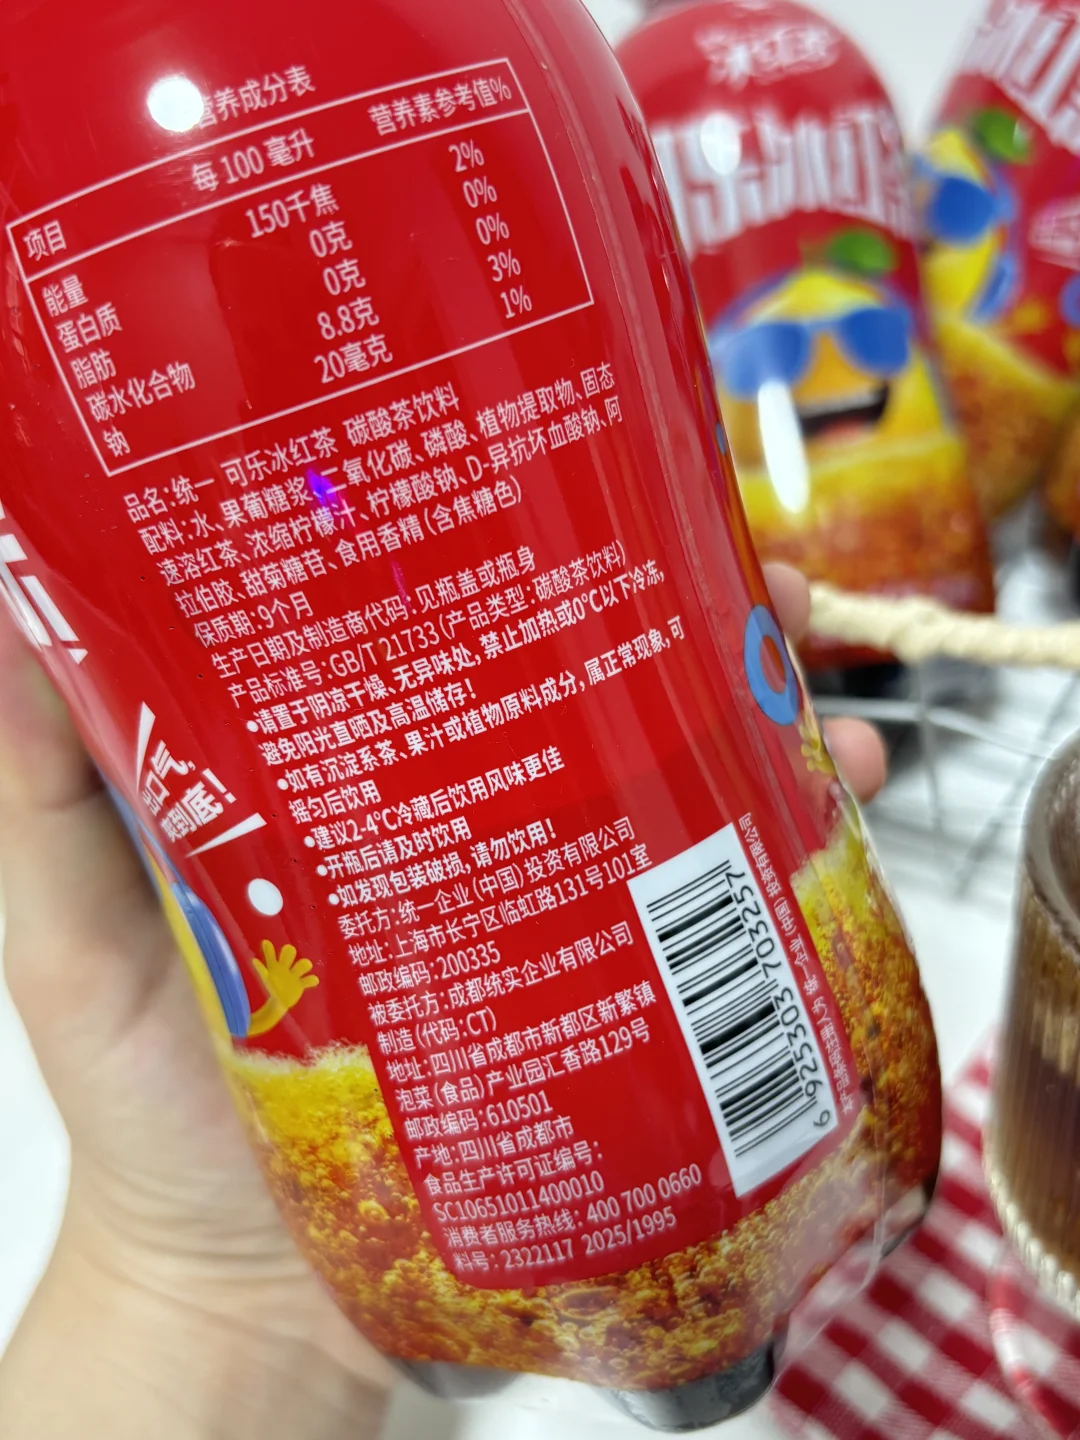 营养成分表
项目 每 100 毫升 营养素参考值%
能量 150千焦 2%
蛋白质 0克 0%
脂肪 0克 0%
碳水化合物 8.8克 3%
钠 20毫克 1%
品名:统一 可乐冰红茶 碳酸茶饮料
配料:水、果葡糖浆、二氧化碳、磷酸、植物提取物、固态
速溶红茶、浓缩柠檬汁、柠檬酸钠、D-异抗坏血酸钠、阿
拉伯胶、甜菊糖苷、食用香精(含焦糖色)
保质期:9个月
生产日期及制造商代码:见瓶盖或瓶身
产品标准号:GB/T 21733(产品类型:碳酸茶饮料)
•请置于阴凉干燥、无异味处,禁止加热或0°C以下冷冻,
避免阳光直晒及高温储存!
•如有沉淀系茶、果汁或植物原料成分,属正常现象,可
摇匀后饮用
•建议2-4°C冷藏后饮用风味更佳
•开瓶后请及时饮用
•如发现包装破损,请勿饮用!
委托方:统一企业(中国)投资有限公司
地址:上海市长宁区临虹路131号101室
邮政编码:200335
被委托方:成都统实企业有限公司
制造(代码:CT)
地址:四川省成都市新都区新繁镇
泡菜(食品)产业园汇香路129号
邮政编码:610501
产地:四川省成都市
食品生产许可证编号:
SC10651011400010
消费者服务热线: 400 700 0660
料号: 2322117 2025/1995
6 925303 703257
到底!
可乐冰红茶
冰红